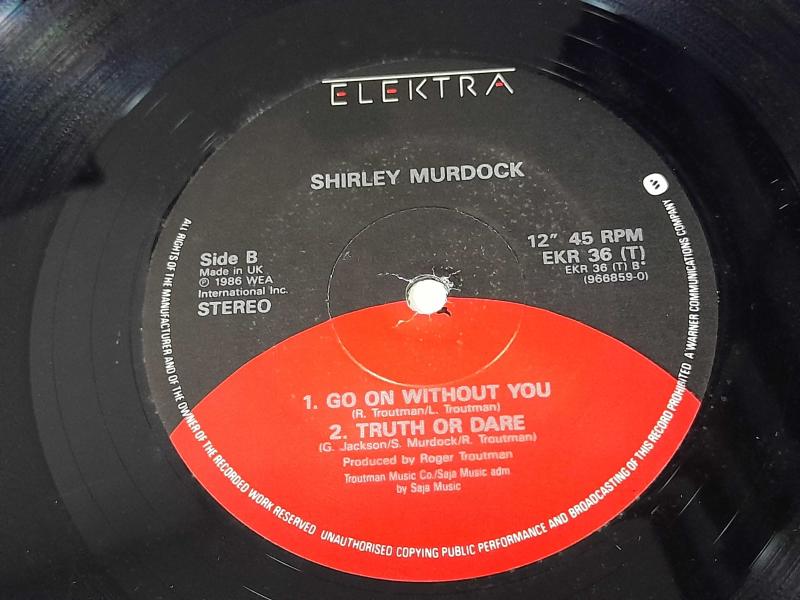 ELEKTRA
SHIRLEY MURDOCK
Side B
Made in UK
℗ 1986 WEA
International Inc.
STEREO
12" 45 RPM
EKR 36 (T)
EKR 36 (T) B*
(966859-0)
1. GO ON WITHOUT YOU
(R. Troutman/L. Troutman)
2. TRUTH OR DARE
(G. Jackson/S. Murdock/R. Troutman)
Produced by Roger Troutman
Troutman Music Co./Saja Music adm
by Saja Music
ALL RIGHTS OF THE MANUFACTURER AND OF THE OWNER OF THE RECORDED WORK RESERVED UNAUTHORISED COPYING PUBLIC PERFORMANCE AND BROADCASTING OF THIS RECORD PROHIBITED A WARNER COMMUNICATIONS COMPANY